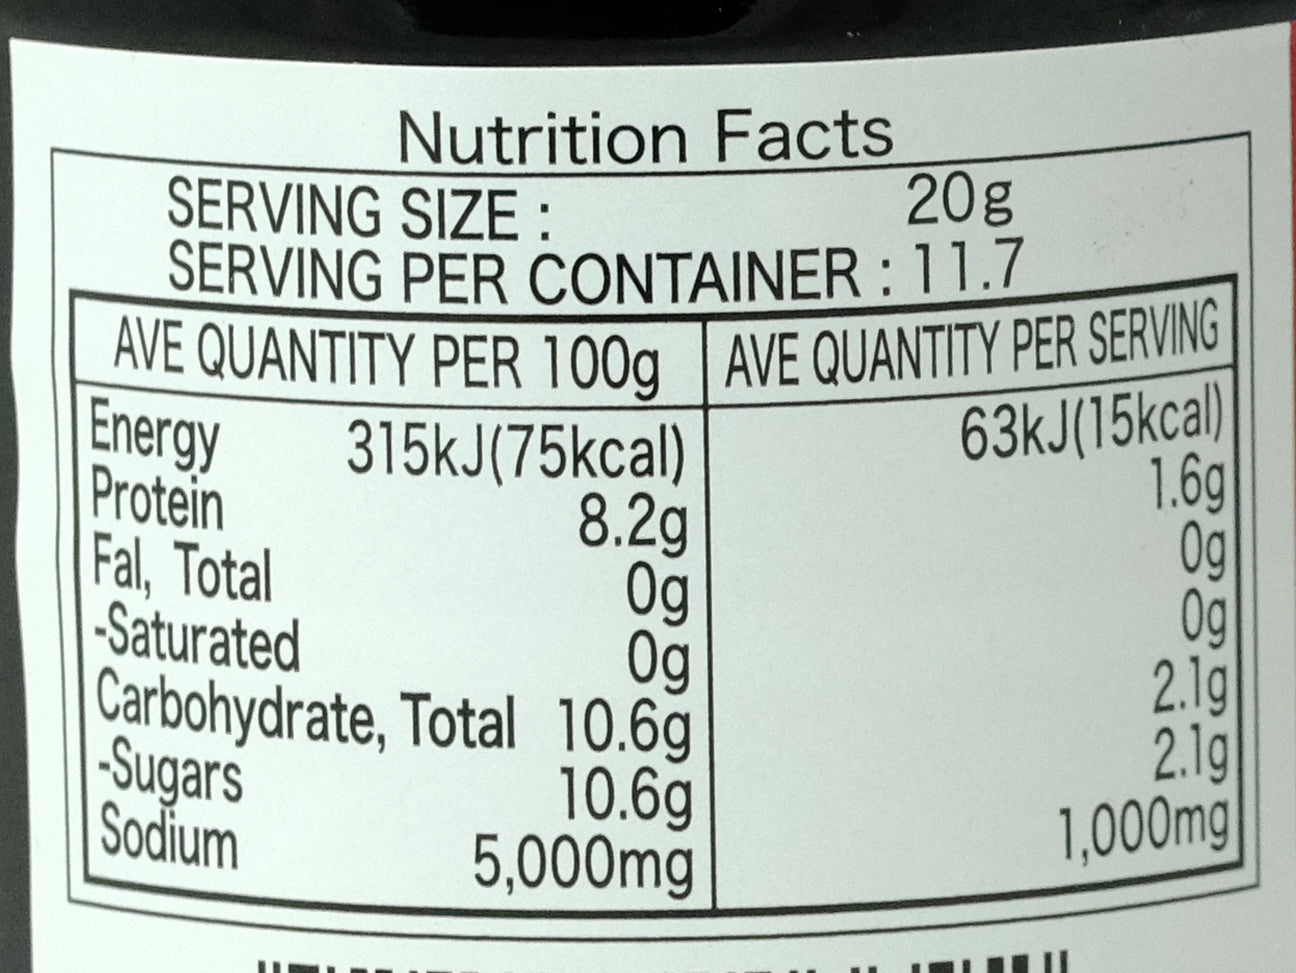 Nutrition Facts
SERVING SIZE : 20g
SERVING PER CONTAINER : 11.7
AVE QUANTITY PER 100g AVE QUANTITY PER SERVING
Energy 315kJ(75kcal) 63kJ(15kcal)
Protein 8.2g 1.6g
Fal, Total 0g 0g
-Saturated 0g 0g
Carbohydrate, Total 10.6g 2.1g
-Sugars 10.6g 2.1g
Sodium 5,000mg 1,000mg